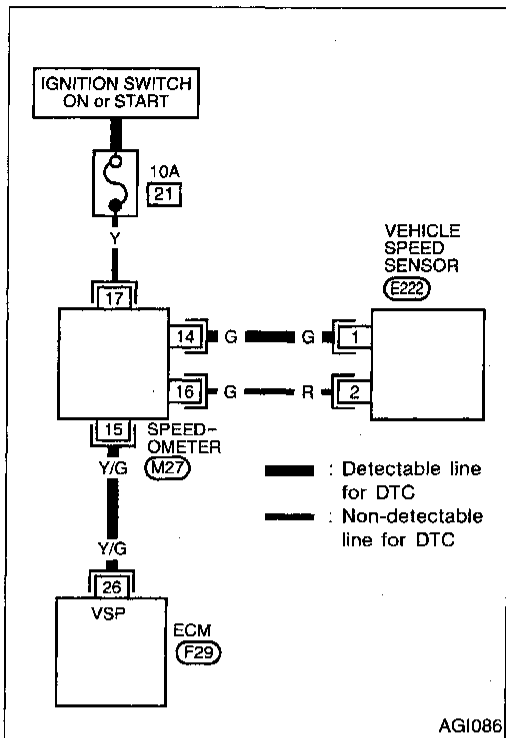 IGNITION SWITCH
ON or START
10A
21
Y
17
VEHICLE
SPEED
SENSOR
E222
14
G
G
1
16
G
R
2
15
SPEED-
OMETER
M27
Y/G
: Detectable line
for DTC
: Non-detectable
line for DTC
Y/G
26
VSP
ECM
F29
AGI086